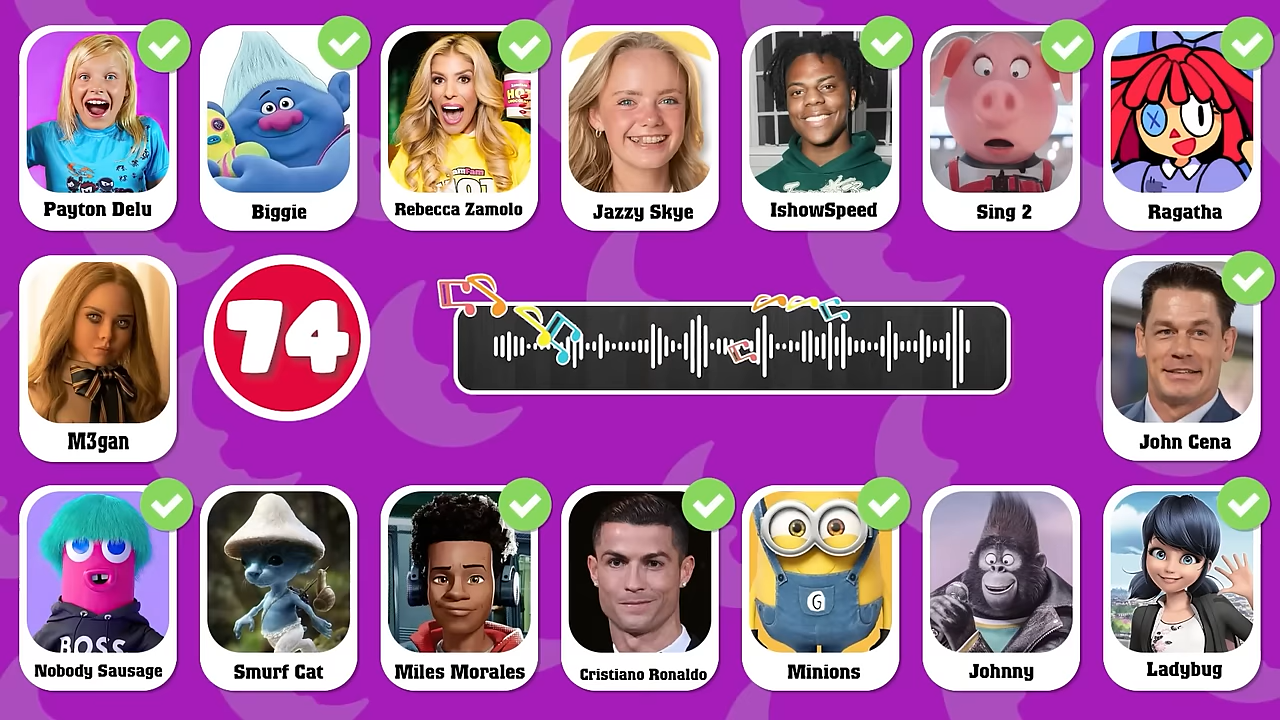 Payton Delu
Biggie
Rebecca Zamolo
Jazzy Skye
IshowSpeed
Sing 2
Ragatha
M3gan
74
John Cena
BOSS
G
Nobody Sausage
Smurf Cat
Miles Morales
Cristiano Ronaldo
Minions
Johnny
Ladybug